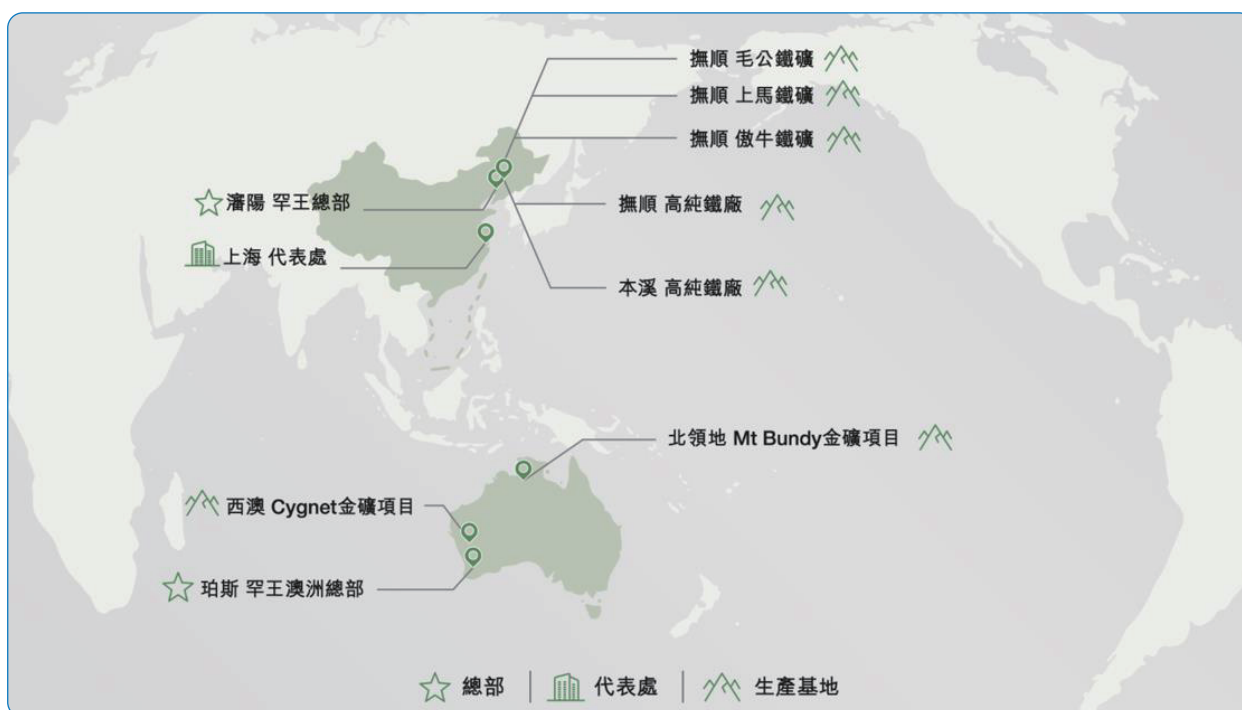 撫順 毛公鐵礦
撫順 上馬鐵礦
撫順 傲牛鐵礦
瀋陽 罕王總部
撫順 高純鐵廠
上海 代表處
本溪 高純鐵廠
北領地 Mt Bundy金礦項目
西澳 Cygnet金礦項目
珀斯 罕王澳洲總部
總部
代表處
生產基地